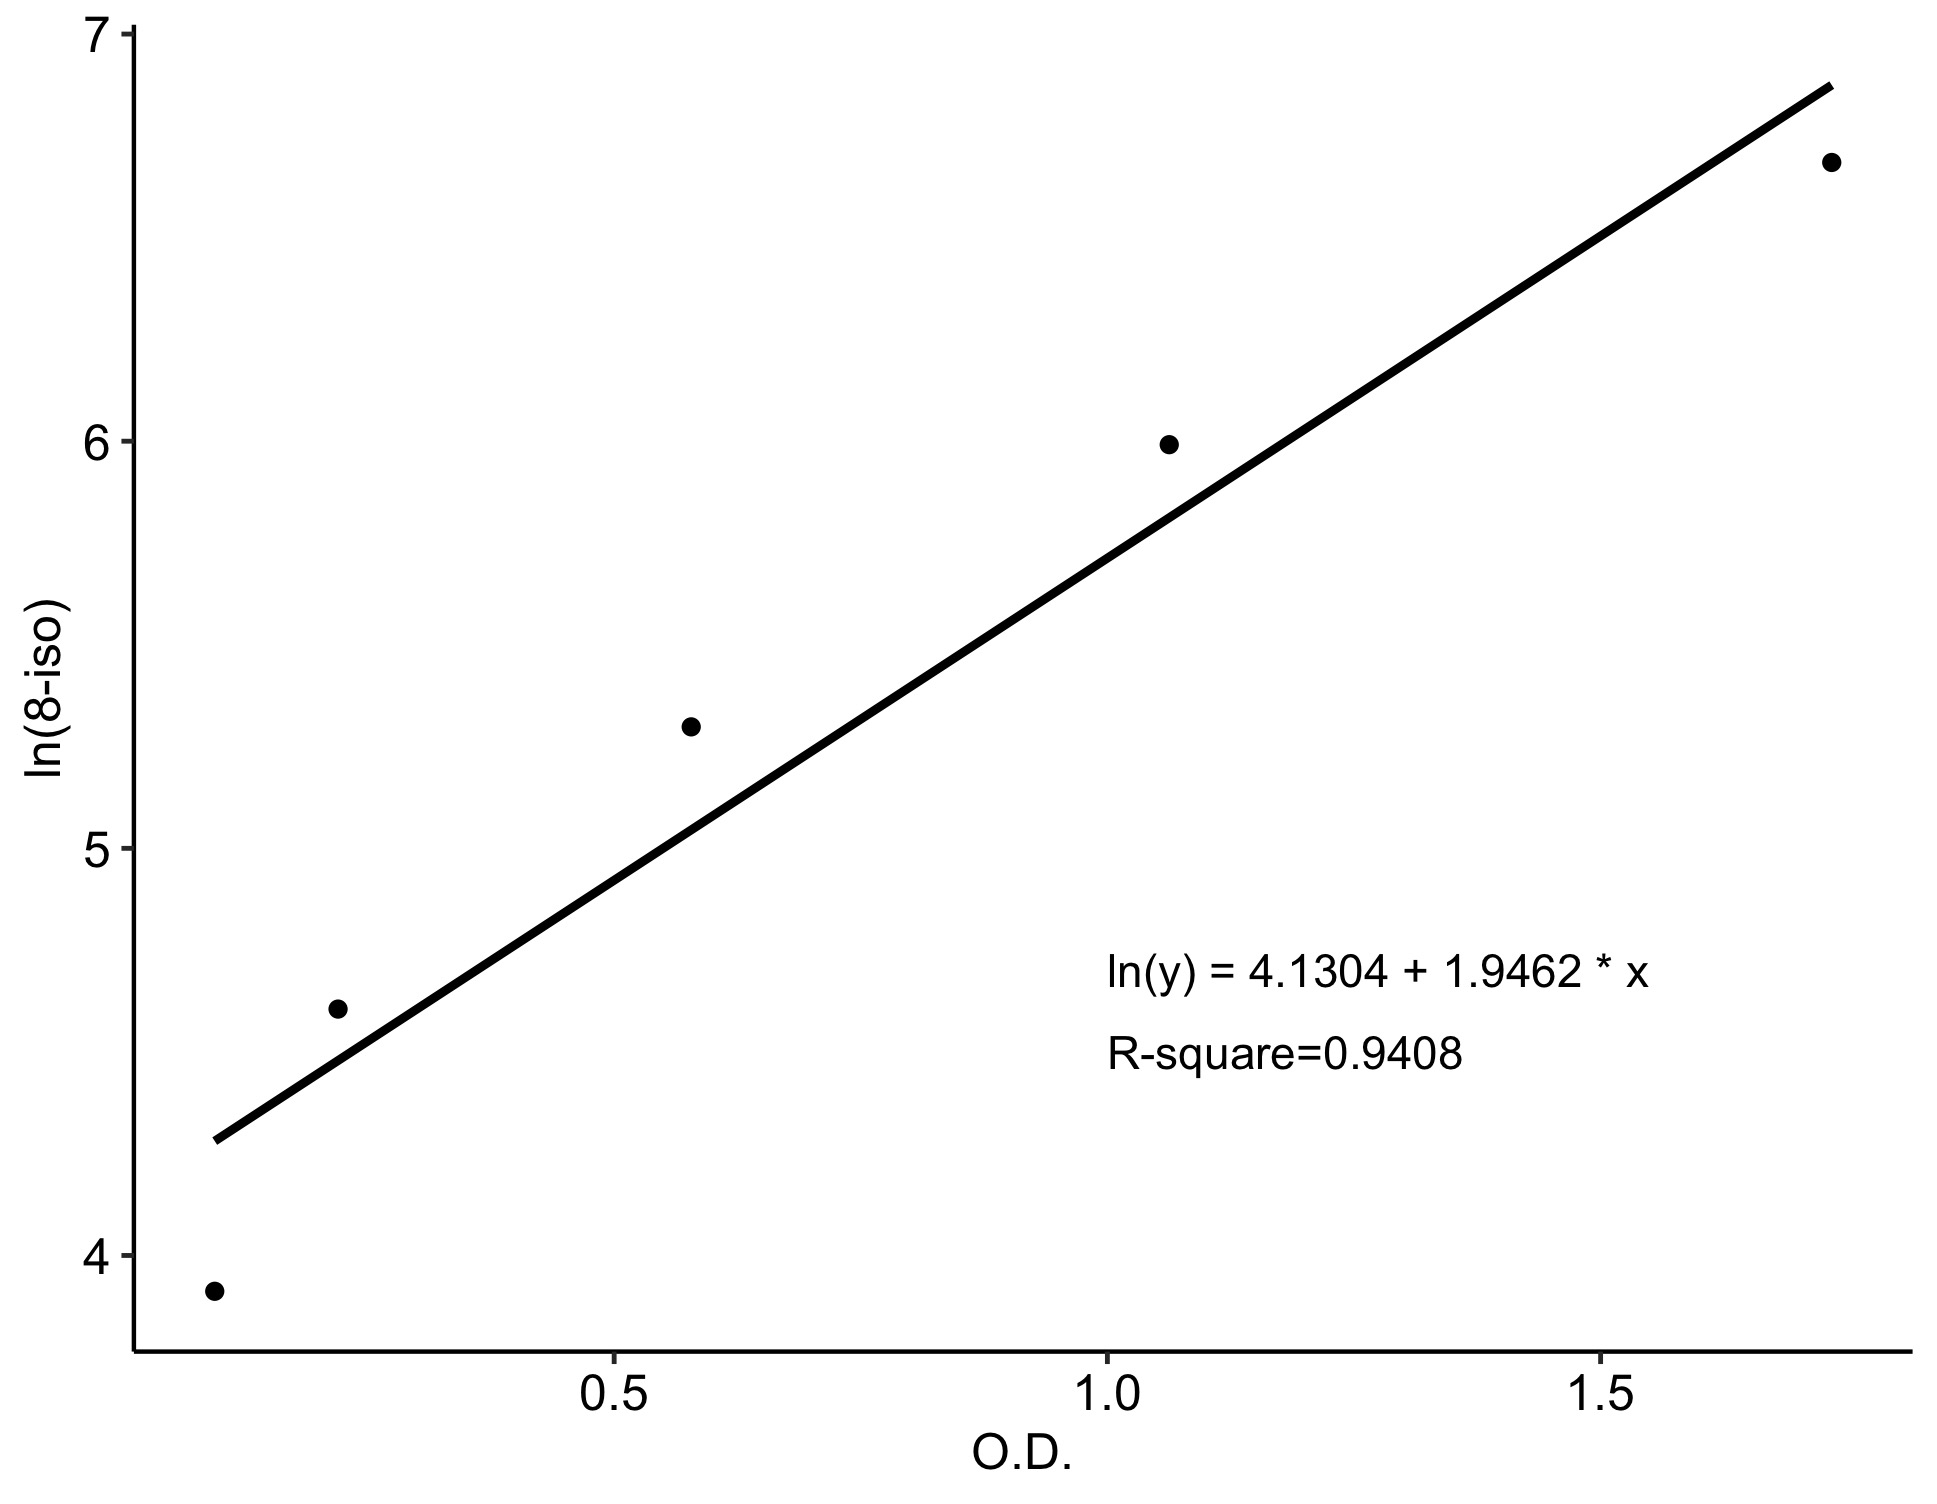 7
6
5
4
ln(8-iso)
ln(y) = 4.1304 + 1.9462 * x
R-square=0.9408
0.5 1.0 1.5
O.D.